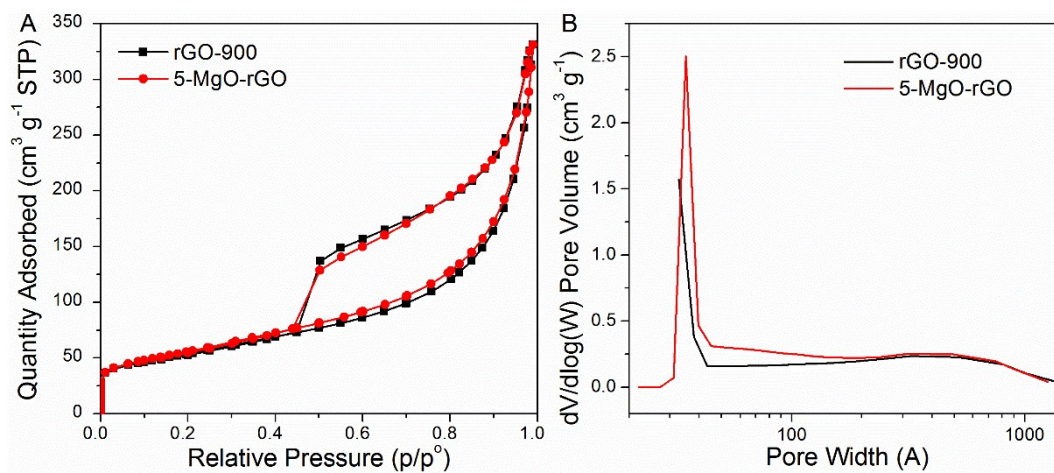 A
350
300
250
200
150
100
50
0
Quantity Adsorbed (cm³ g⁻¹ STP)
rGO-900
5-MgO-rGO
0.0 0.2 0.4 0.6 0.8 1.0
Relative Pressure (p/p°)
B
2.5
2.0
1.5
1.0
0.5
0.0
dV/dlog(W) Pore Volume (cm³ g⁻¹)
rGO-900
5-MgO-rGO
100 1000
Pore Width (A)